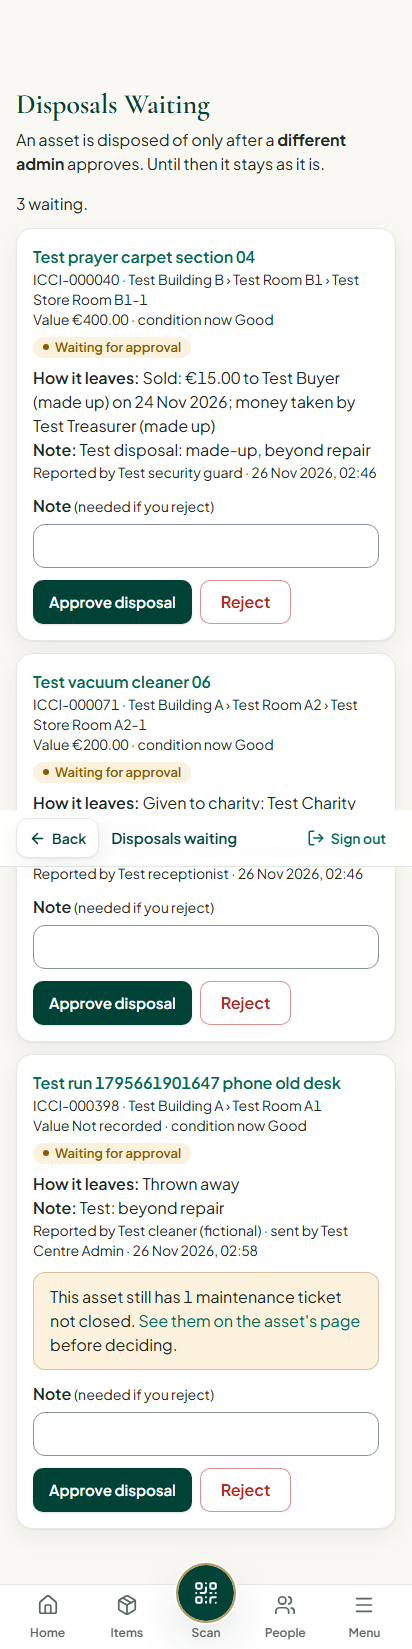 Disposals Waiting
An asset is disposed of only after a different
admin approves. Until then it stays as it is.
3 waiting.
Test prayer carpet section 04
ICCI-000040 · Test Building B › Test Room B1 › Test
Store Room B1-1
Value €400.00 · condition now Good
Waiting for approval
How it leaves: Sold: €15.00 to Test Buyer
(made up) on 24 Nov 2026; money taken by
Test Treasurer (made up)
Note: Test disposal: made-up, beyond repair
Reported by Test security guard · 26 Nov 2026, 02:46
Note (needed if you reject)
Approve disposal Reject
Test vacuum cleaner 06
ICCI-000071 · Test Building A › Test Room A2 › Test
Store Room A2-1
Value €200.00 · condition now Good
Waiting for approval
How it leaves: Given to charity: Test Charity
Back Disposals waiting Sign out
Reported by Test receptionist · 26 Nov 2026, 02:46
Note (needed if you reject)
Approve disposal Reject
Test run 1795661901647 phone old desk
ICCI-000398 · Test Building A › Test Room A1
Value Not recorded · condition now Good
Waiting for approval
How it leaves: Thrown away
Note: Test: beyond repair
Reported by Test cleaner (fictional) · sent by Test
Centre Admin · 26 Nov 2026, 02:58
This asset still has 1 maintenance ticket
not closed. See them on the asset's page
before deciding.
Note (needed if you reject)
Approve disposal Reject
Home Items Scan People Menu